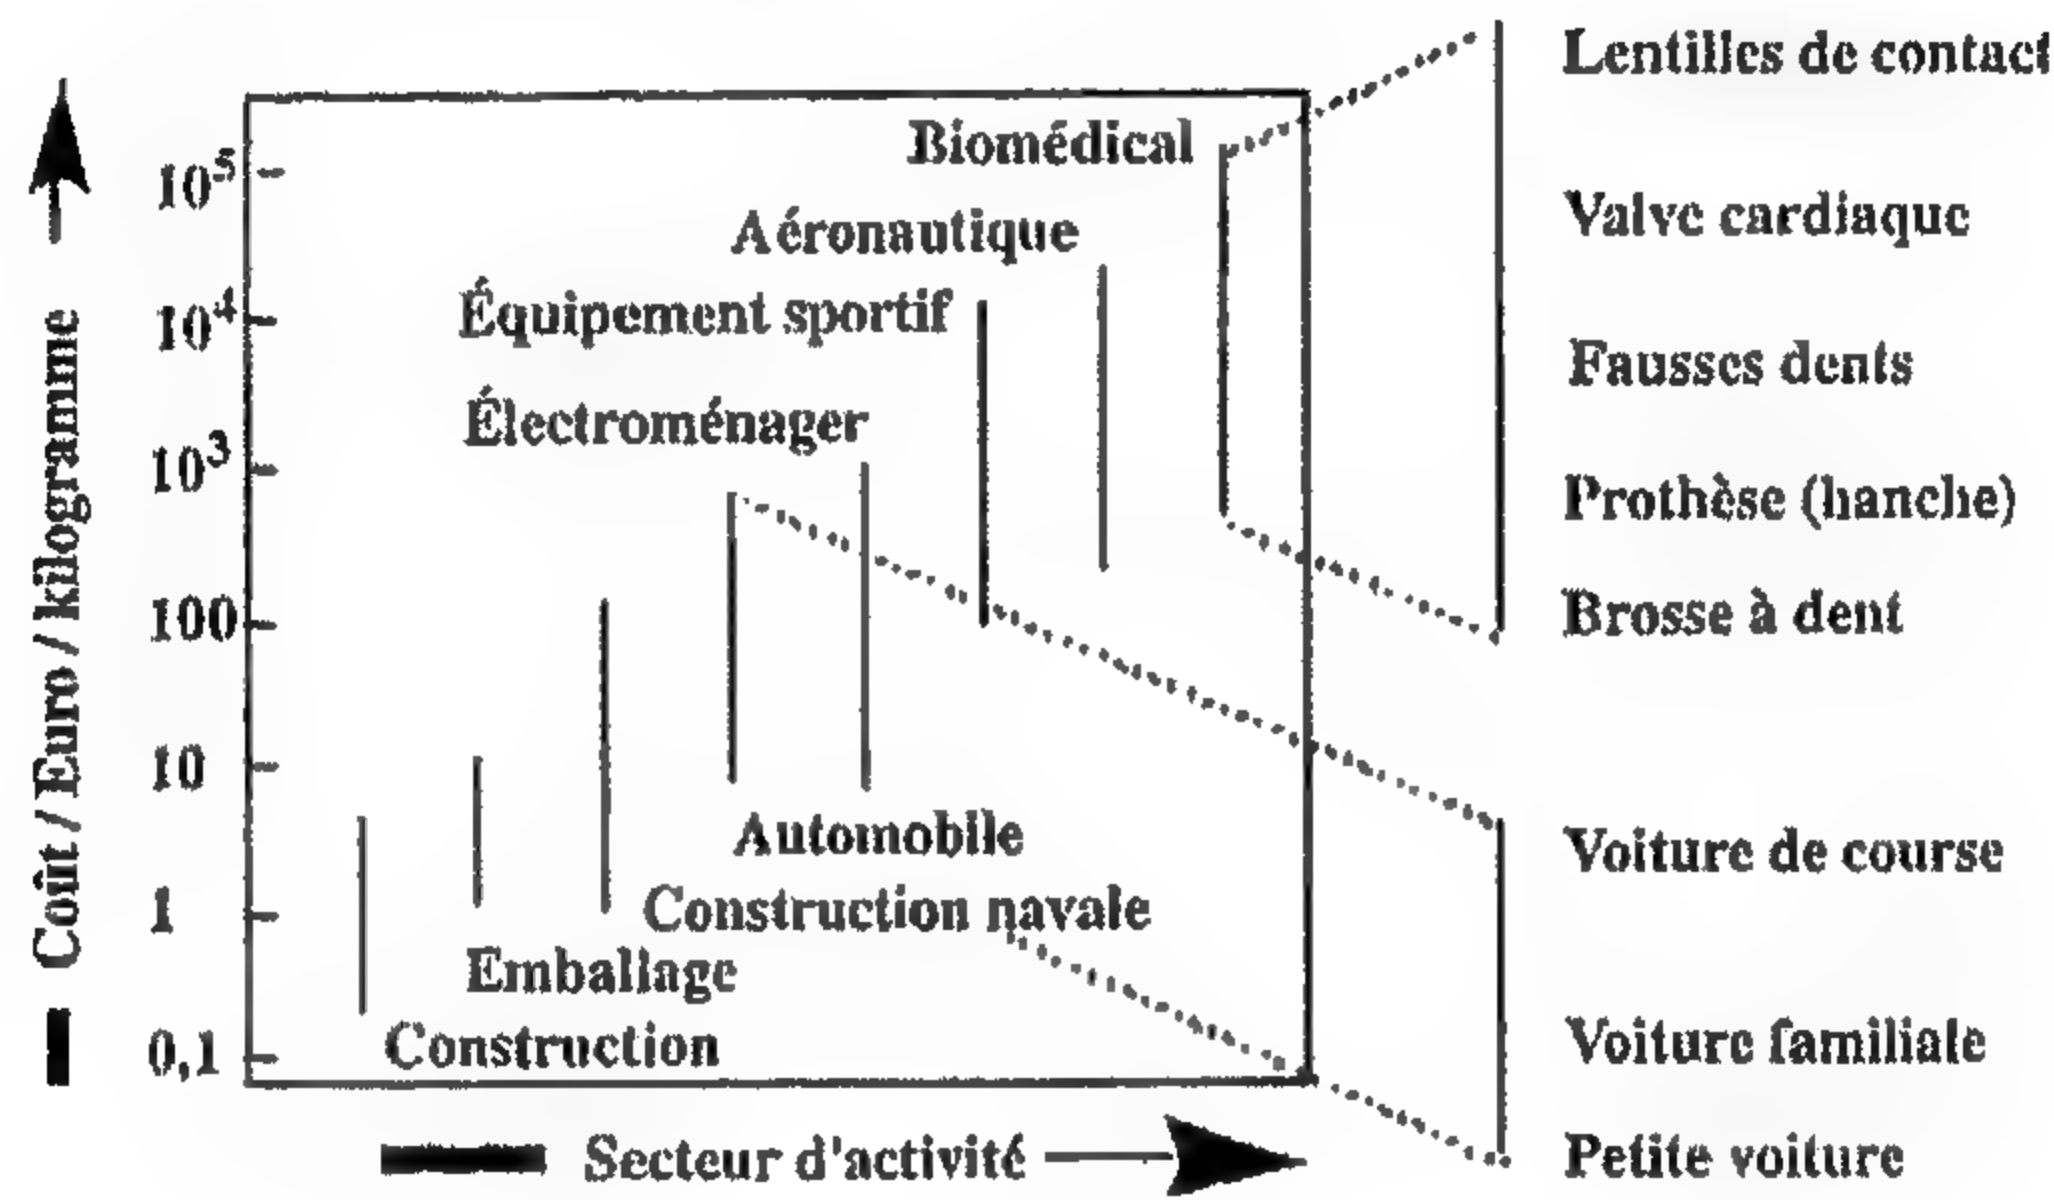 Coût / Euro / kilogramme
10⁵
10⁴
10³
100
10
1
0,1
Biomédical
Aéronautique
Équipement sportif
Électroménager
Automobile
Construction navale
Emballage
Construction
Secteur d'activité
Lentilles de contact
Valve cardiaque
Fausses dents
Prothèse (hanche)
Brosse à dent
Voiture de course
Voiture familiale
Petite voiture